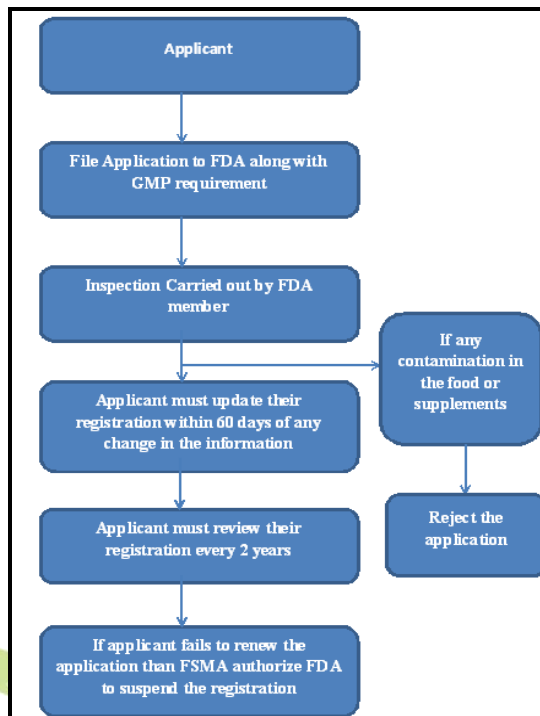 Applicant
File Application to FDA along with
GMP requirement
Inspection Carried out by FDA
member
If any
contamination in
the food or
supplements
Applicant must update their
registration within 60 days of any
change in the information
Reject the
application
Applicant must review their
registration every 2 years
If applicant fails to renew the
application than FSMA authorize FDA
to suspend the registration